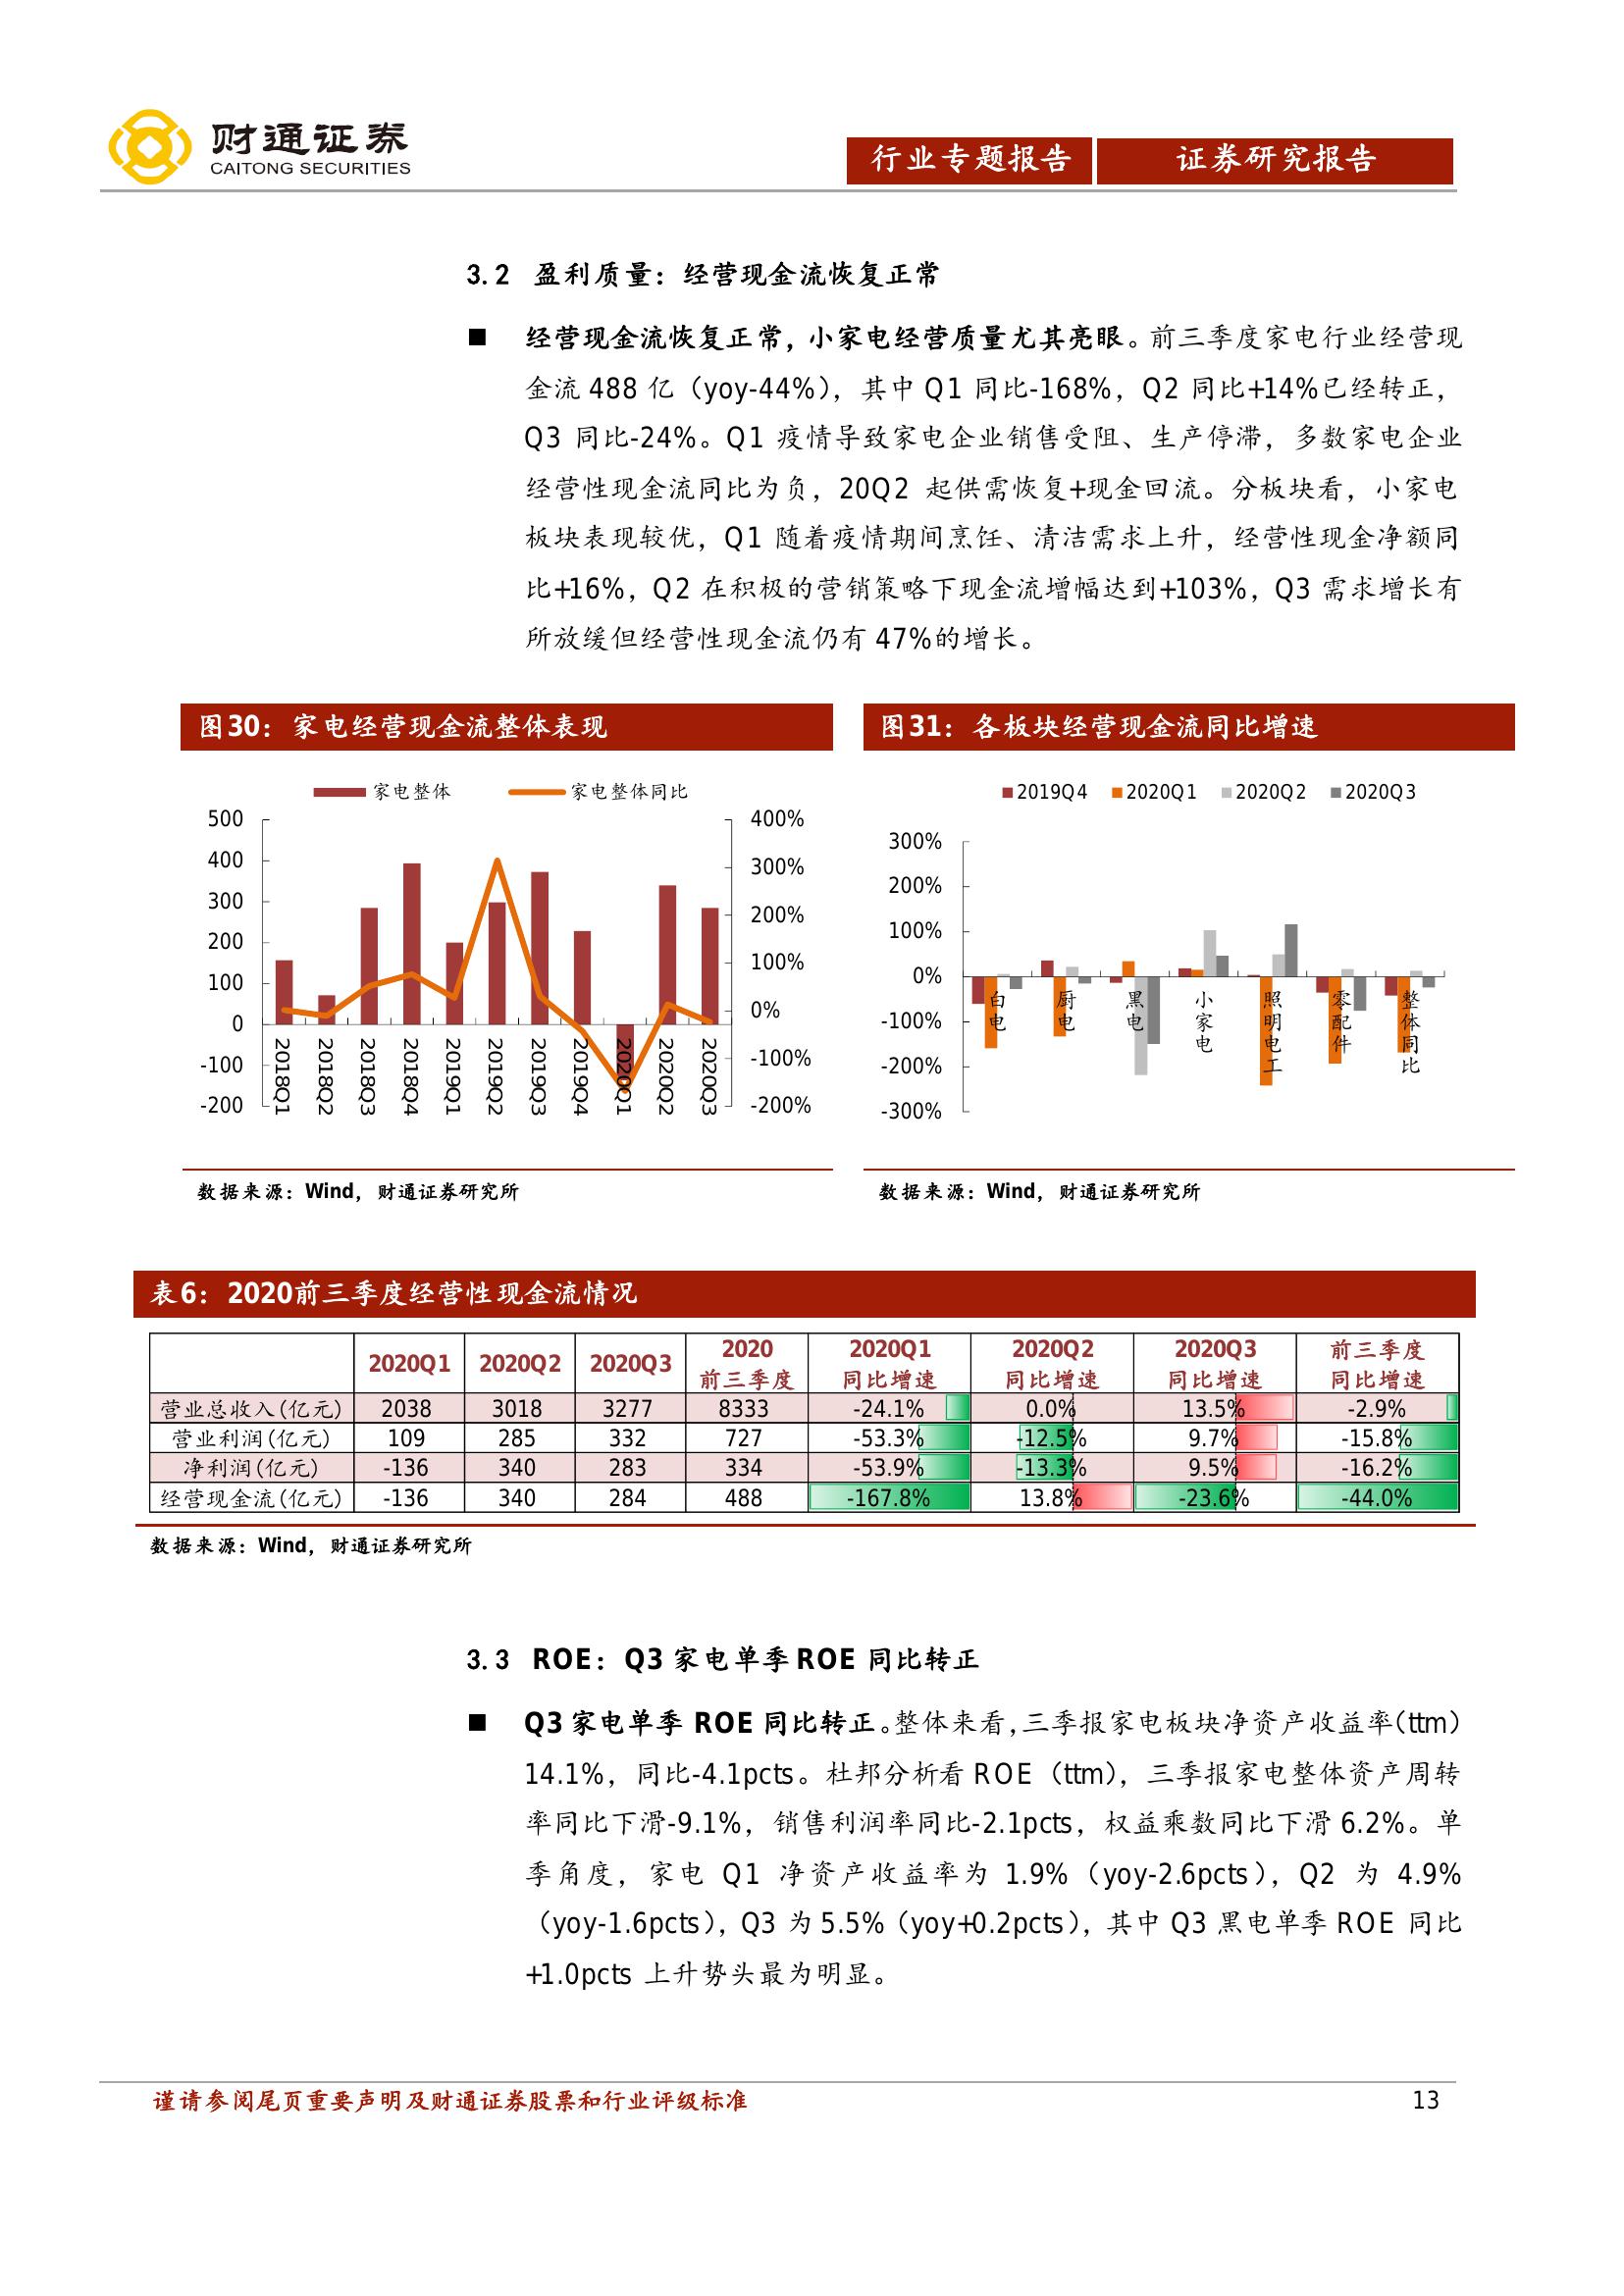 财通证券
CAITONG SECURITIES
行业专题报告
证券研究报告
3.2 盈利质量：经营现金流恢复正常
■ 经营现金流恢复正常，小家电经营质量尤其亮眼。前三季度家电行业经营现
金流 488 亿（yoy-44%），其中 Q1 同比-168%，Q2 同比+14%已经转正，
Q3 同比-24%。Q1 疫情导致家电企业销售受阻、生产停滞，多数家电企业
经营性现金流同比为负，20Q2 起供需恢复+现金回流。分板块看，小家电
板块表现较优，Q1 随着疫情期间烹饪、清洁需求上升，经营性现金净额同
比+16%，Q2 在积极的营销策略下现金流增幅达到+103%，Q3 需求增长有
所放缓但经营性现金流仍有 47%的增长。
图30：家电经营现金流整体表现
家电整体 家电整体同比
500
400
300
200
100
0
-100
-200
400%
300%
200%
100%
0%
-100%
-200%
2018Q1 2018Q2 2018Q3 2018Q4 2019Q1 2019Q2 2019Q3 2019Q4 2020Q1 2020Q2 2020Q3
数据来源：Wind，财通证券研究所
图31：各板块经营现金流同比增速
2019Q4 2020Q1 2020Q2 2020Q3
300%
200%
100%
0%
-100%
-200%
-300%
白电 厨电 黑电 小家电 照明电工 零配件 整体同比
数据来源：Wind，财通证券研究所
表6：2020前三季度经营性现金流情况
2020Q1 2020Q2 2020Q3 2020前三季度 2020Q1同比增速 2020Q2同比增速 2020Q3同比增速 前三季度同比增速
营业总收入(亿元) 2038 3018 3277 8333 -24.1% 0.0% 13.5% -2.9%
营业利润(亿元) 109 285 332 727 -53.3% -12.5% 9.7% -15.8%
净利润(亿元) -136 340 283 334 -53.9% -13.3% 9.5% -16.2%
经营现金流(亿元) -136 340 284 488 -167.8% 13.8% -23.6% -44.0%
数据来源：Wind，财通证券研究所
3.3 ROE：Q3 家电单季 ROE 同比转正
■ Q3 家电单季 ROE 同比转正。整体来看，三季报家电板块净资产收益率（ttm）
14.1%，同比-4.1pcts。杜邦分析看 ROE（ttm），三季报家电整体资产周转
率同比下滑-9.1%，销售利润率同比-2.1pcts，权益乘数同比下滑 6.2%。单
季角度，家电 Q1 净资产收益率为 1.9%（yoy-2.6pcts），Q2 为 4.9%
（yoy-1.6pcts），Q3 为 5.5%（yoy+0.2pcts），其中 Q3 黑电单季 ROE 同比
+1.0pcts 上升势头最为明显。
谨请参阅尾页重要声明及财通证券股票和行业评级标准
13